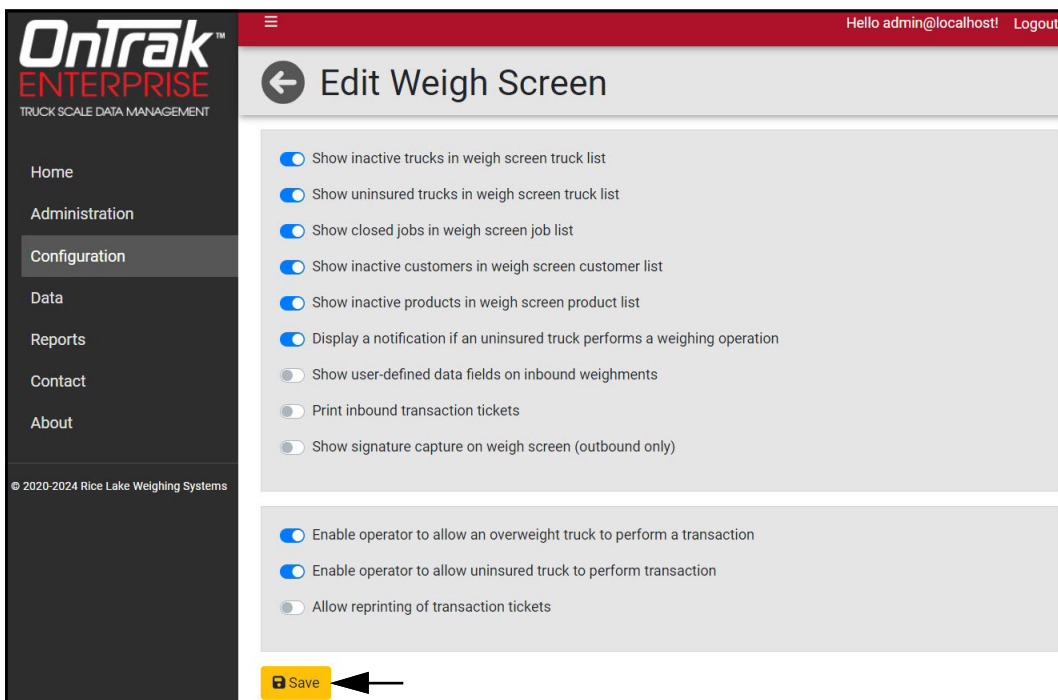 OnTrak™
ENTERPRISE
TRUCK SCALE DATA MANAGEMENT
Home
Administration
Configuration
Data
Reports
Contact
About
© 2020-2024 Rice Lake Weighing Systems
Hello admin@localhost! Logout
Edit Weigh Screen
Show inactive trucks in weigh screen truck list
Show uninsured trucks in weigh screen truck list
Show closed jobs in weigh screen job list
Show inactive customers in weigh screen customer list
Show inactive products in weigh screen product list
Display a notification if an uninsured truck performs a weighing operation
Show user-defined data fields on inbound weighments
Print inbound transaction tickets
Show signature capture on weigh screen (outbound only)
Enable operator to allow an overweight truck to perform a transaction
Enable operator to allow uninsured truck to perform transaction
Allow reprinting of transaction tickets
Save